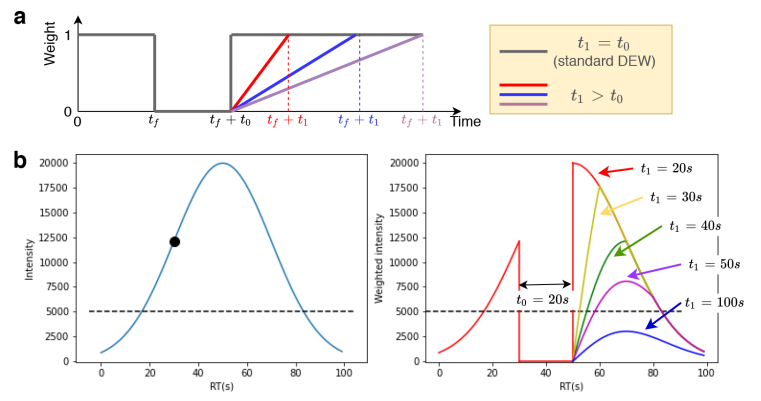 a
Weight
1
0
0
t_f
t_f + t_0
t_f + t_1
t_f + t_1
t_f + t_1
Time
t_1 = t_0
(standard DEW)
t_1 > t_0
b
Intensity
20000
17500
15000
12500
10000
7500
5000
2500
0
0
20
40
60
80
100
RT(s)
Weighted intensity
20000
17500
15000
12500
10000
7500
5000
2500
0
0
20
40
60
80
100
RT(s)
t_0 = 20s
t_1 = 20s
t_1 = 30s
t_1 = 40s
t_1 = 50s
t_1 = 100s